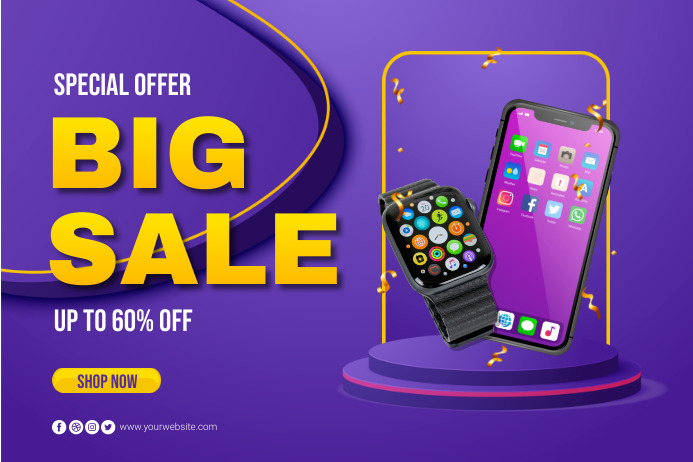 SPECIAL OFFER
BIG
SALE
UP TO 60% OFF
SHOP NOW
www.yourwebsite.com